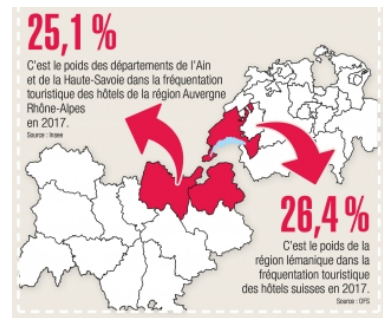 25,1 %
C'est le poids des départements de l'Ain
et de la Haute-Savoie dans la fréquentation
touristique des hôtels de la région Auvergne
Rhône-Alpes
en 2017.
Source : Insee
26,4 %
C'est le poids de la
région lémanique dans la
fréquentation touristique
des hôtels suisses en 2017.
Source : OFS